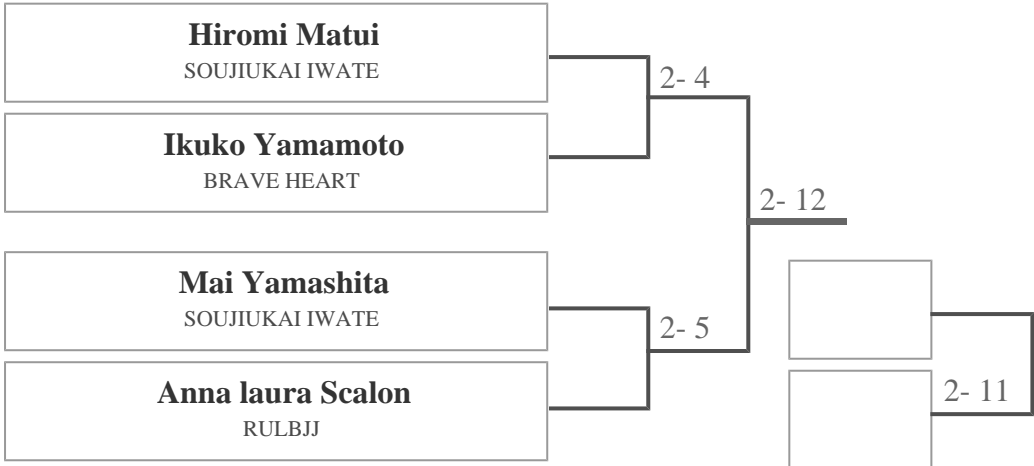 Hiromi Matui
SOUJIUKAI IWATE
2- 4
Ikuko Yamamoto
BRAVE HEART
2- 12
Mai Yamashita
SOUJIUKAI IWATE
2- 5
Anna laura Scalon
RULBJJ
2- 11